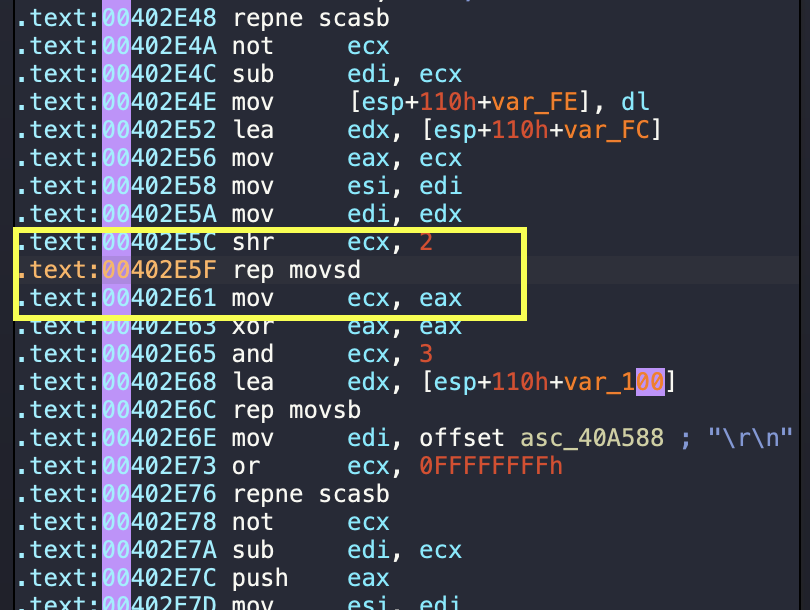 .text:00402E48 repne scasb
.text:00402E4A not ecx
.text:00402E4C sub edi, ecx
.text:00402E4E mov [esp+110h+var_FE], dl
.text:00402E52 lea edx, [esp+110h+var_FC]
.text:00402E56 mov eax, ecx
.text:00402E58 mov esi, edi
.text:00402E5A mov edi, edx
.text:00402E5C shr ecx, 2
.text:00402E5F rep movsd
.text:00402E61 mov ecx, eax
.text:00402E63 xor eax, eax
.text:00402E65 and ecx, 3
.text:00402E68 lea edx, [esp+110h+var_100]
.text:00402E6C rep movsb
.text:00402E6E mov edi, offset asc_40A588 ; "\r\n"
.text:00402E73 or ecx, 0FFFFFFFFh
.text:00402E76 repne scasb
.text:00402E78 not ecx
.text:00402E7A sub edi, ecx
.text:00402E7C push eax
.text:00402E7D mov esi, edi